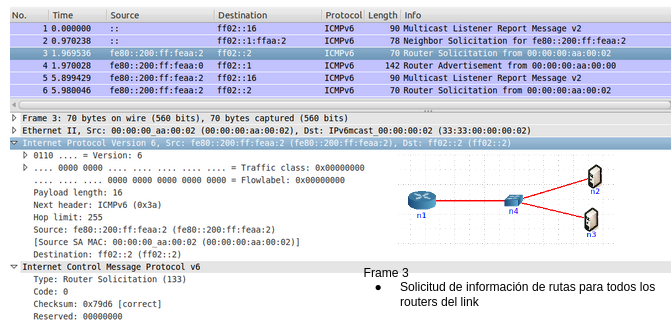 No. Time Source Destination Protocol Length Info
1 0.000000 :: ff02::16 ICMPv6 90 Multicast Listener Report Message v2
2 0.970238 :: ff02::1:ffaa:2 ICMPv6 78 Neighbor Solicitation for fe80::200:ff:feaa:2
3 1.969536 fe80::200:ff:feaa:2 ff02::2 ICMPv6 70 Router Solicitation from 00:00:00:aa:00:02
4 1.970028 fe80::200:ff:feaa:0 ff02::1 ICMPv6 142 Router Advertisement from 00:00:00:aa:00:00
5 5.899429 fe80::200:ff:feaa:2 ff02::16 ICMPv6 90 Multicast Listener Report Message v2
6 5.980046 fe80::200:ff:feaa:2 ff02::2 ICMPv6 70 Router Solicitation from 00:00:00:aa:00:02
Frame 3: 70 bytes on wire (560 bits), 70 bytes captured (560 bits)
Ethernet II, Src: 00:00:00_aa:00:02 (00:00:00:aa:00:02), Dst: IPv6mcast_00:00:00:02 (33:33:00:00:00:02)
Internet Protocol Version 6, Src: fe80::200:ff:feaa:2 (fe80::200:ff:feaa:2), Dst: ff02::2 (ff02::2)
0110 .... = Version: 6
.... 0000 0000 .... .... .... .... .... = Traffic class: 0x00000000
.... .... .... 0000 0000 0000 0000 0000 = Flowlabel: 0x00000000
Payload length: 16
Next header: ICMPv6 (0x3a)
Hop limit: 255
Source: fe80::200:ff:feaa:2 (fe80::200:ff:feaa:2)
[Source SA MAC: 00:00:00_aa:00:02 (00:00:00:aa:00:02)]
Destination: ff02::2 (ff02::2)
n1
n4
n2
n3
Internet Control Message Protocol v6
Type: Router Solicitation (133)
Code: 0
Checksum: 0x79d6 [correct]
Reserved: 00000000
Frame 3
● Solicitud de información de rutas para todos los
routers del link